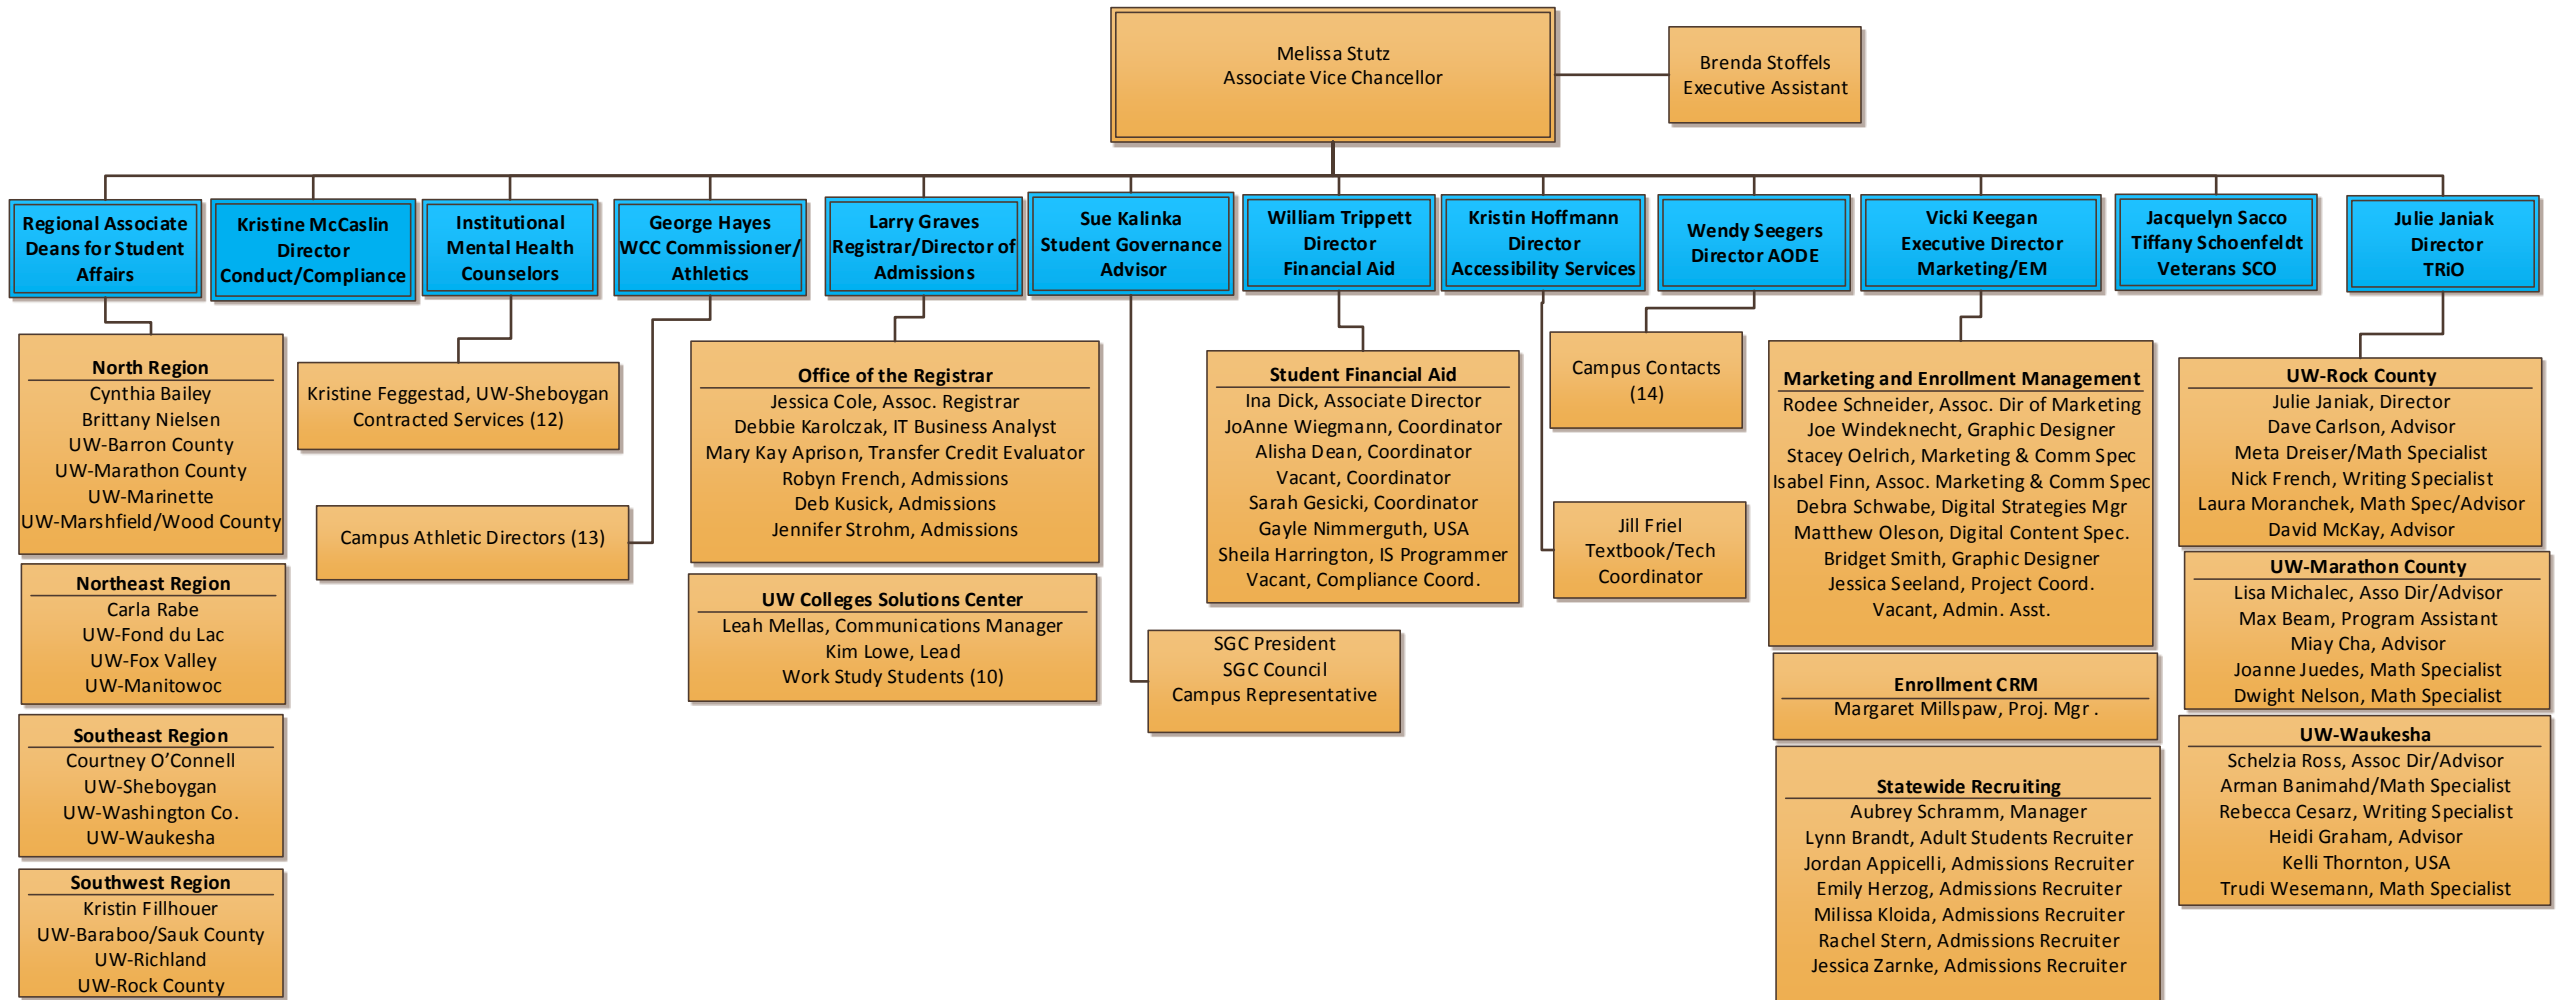 Melissa Stutz
Associate Vice Chancellor
Brenda Stoffels
Executive Assistant
Regional Associate
Deans for Student
Affairs
Kristine McCaslin
Director
Conduct/Compliance
Institutional
Mental Health
Counselors
George Hayes
WCC Commissioner/
Athletics
Larry Graves
Registrar/Director of
Admissions
Sue Kalinka
Student Governance
Advisor
William Trippett
Director
Financial Aid
Kristin Hoffmann
Director
Accessibility Services
Wendy Seegers
Director AODE
Vicki Keegan
Executive Director
Marketing/EM
Jacquelyn Sacco
Tiffany Schoenfeldt
Veterans SCO
Julie Janiak
Director
TRiO
North Region
Cynthia Bailey
Brittany Nielsen
UW-Barron County
UW-Marathon County
UW-Marinette
UW-Marshfield/Wood County
Northeast Region
Carla Rabe
UW-Fond du Lac
UW-Fox Valley
UW-Manitowoc
Southeast Region
Courtney O’Connell
UW-Sheboygan
UW-Washington Co.
UW-Waukesha
Southwest Region
Kristin Fillhouer
UW-Baraboo/Sauk County
UW-Richland
UW-Rock County
Kristine Feggestad, UW-Sheboygan
Contracted Services (12)
Campus Athletic Directors (13)
Office of the Registrar
Jessica Cole, Assoc. Registrar
Debbie Karolczak, IT Business Analyst
Mary Kay Aprison, Transfer Credit Evaluator
Robyn French, Admissions
Deb Kusick, Admissions
Jennifer Strohm, Admissions
UW Colleges Solutions Center
Leah Mellas, Communications Manager
Kim Lowe, Lead
Work Study Students (10)
SGC President
SGC Council
Campus Representative
Student Financial Aid
Ina Dick, Associate Director
JoAnne Wiegmann, Coordinator
Alisha Dean, Coordinator
Vacant, Coordinator
Sarah Gesicki, Coordinator
Gayle Nimmerguth, USA
Sheila Harrington, IS Programmer
Vacant, Compliance Coord.
Jill Friel
Textbook/Tech
Coordinator
Campus Contacts
(14)
Marketing and Enrollment Management
Rodee Schneider, Assoc. Dir of Marketing
Joe Windeknecht, Graphic Designer
Stacey Oelrich, Marketing & Comm Spec
Isabel Finn, Assoc. Marketing & Comm Spec
Debra Schwabe, Digital Strategies Mgr
Matthew Oleson, Digital Content Spec.
Bridget Smith, Graphic Designer
Jessica Seeland, Project Coord.
Vacant, Admin. Asst.
Enrollment CRM
Margaret Millspaw, Proj. Mgr .
Statewide Recruiting
Aubrey Schramm, Manager
Lynn Brandt, Adult Students Recruiter
Jordan Appicelli, Admissions Recruiter
Emily Herzog, Admissions Recruiter
Milissa Kloida, Admissions Recruiter
Rachel Stern, Admissions Recruiter
Jessica Zarnke, Admissions Recruiter
UW-Rock County
Julie Janiak, Director
Dave Carlson, Advisor
Meta Dreiser/Math Specialist
Nick French, Writing Specialist
Laura Moranchek, Math Spec/Advisor
David McKay, Advisor
UW-Marathon County
Lisa Michalec, Asso Dir/Advisor
Max Beam, Program Assistant
Miay Cha, Advisor
Joanne Juedes, Math Specialist
Dwight Nelson, Math Specialist
UW-Waukesha
Schelzia Ross, Assoc Dir/Advisor
Arman Banimahd/Math Specialist
Rebecca Cesarz, Writing Specialist
Heidi Graham, Advisor
Kelli Thornton, USA
Trudi Wesemann, Math Specialist